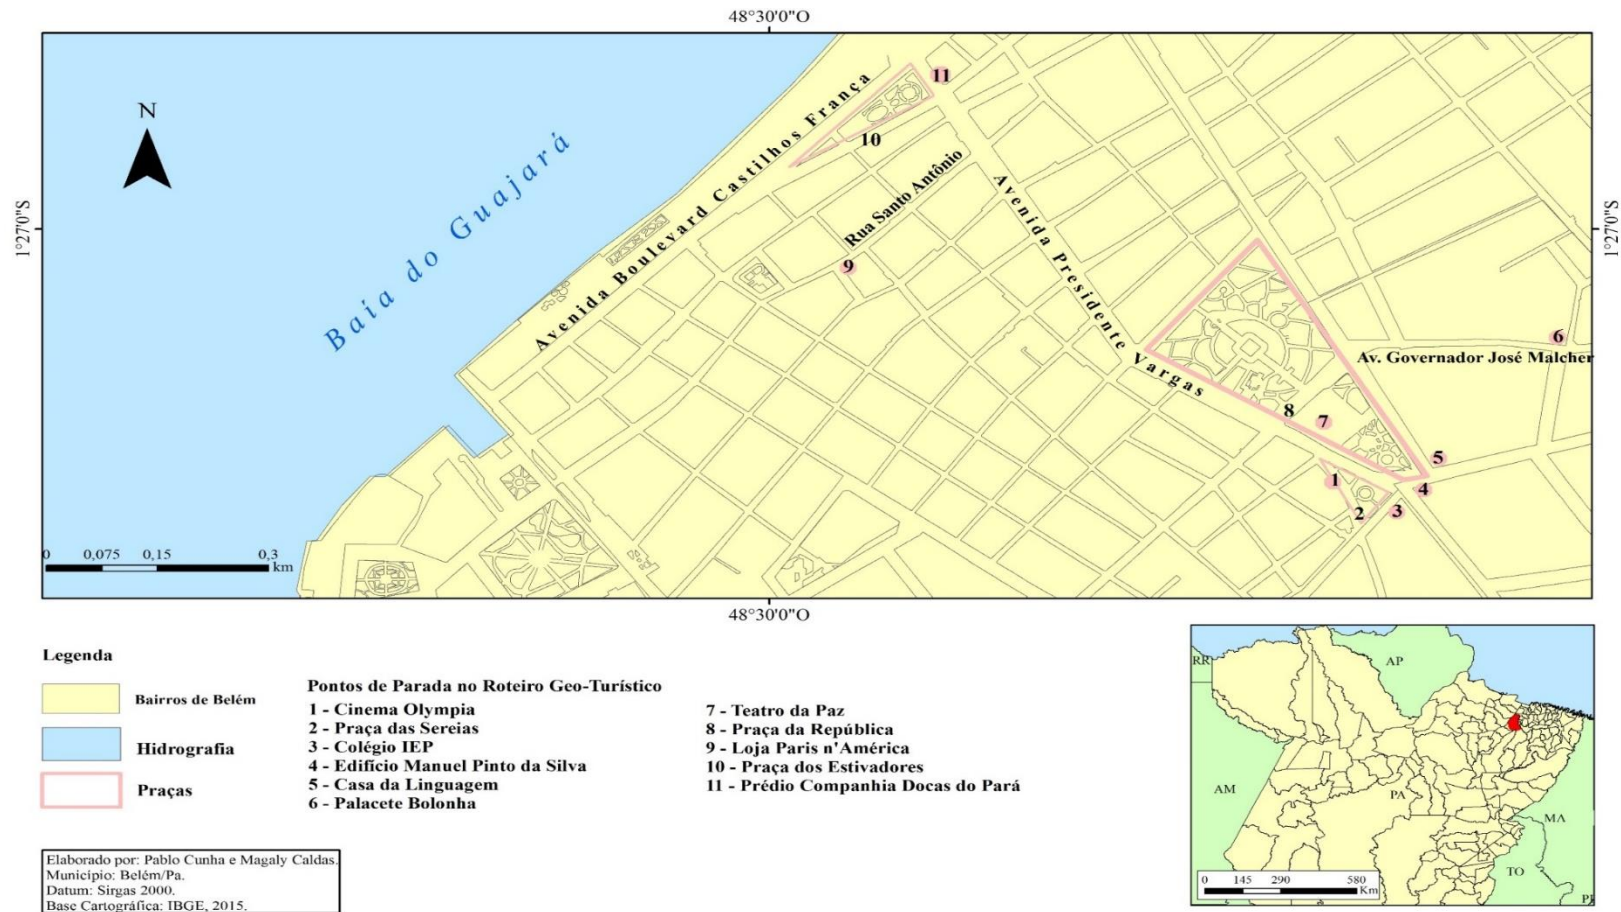 48°30'0"O
N
1°27'0"S
1°27'0"S
Baía do Guajará
Avenida Boulevard Castilhos França
11
10
Rua Santo Antônio
9
Avenida Presidente Vargas
6
Av. Governador José Malcher
8
7
5
1
4
2
3
0 0,075 0,15 0,3
km
48°30'0"O
Legenda
Bairros de Belém
Hidrografia
Praças
Pontos de Parada no Roteiro Geo-Turístico
1 - Cinema Olympia
2 - Praça das Sereias
3 - Colégio IEP
4 - Edifício Manuel Pinto da Silva
5 - Casa da Linguagem
6 - Palacete Bolonha
7 - Teatro da Paz
8 - Praça da República
9 - Loja Paris n'América
10 - Praça dos Estivadores
11 - Prédio Companhia Docas do Pará
RR
AP
AM
PA
MA
TO
0 145 290 580
Km
Elaborado por: Pablo Cunha e Magaly Caldas.
Município: Belém/Pa.
Datum: Sirgas 2000.
Base Cartográfica: IBGE, 2015.